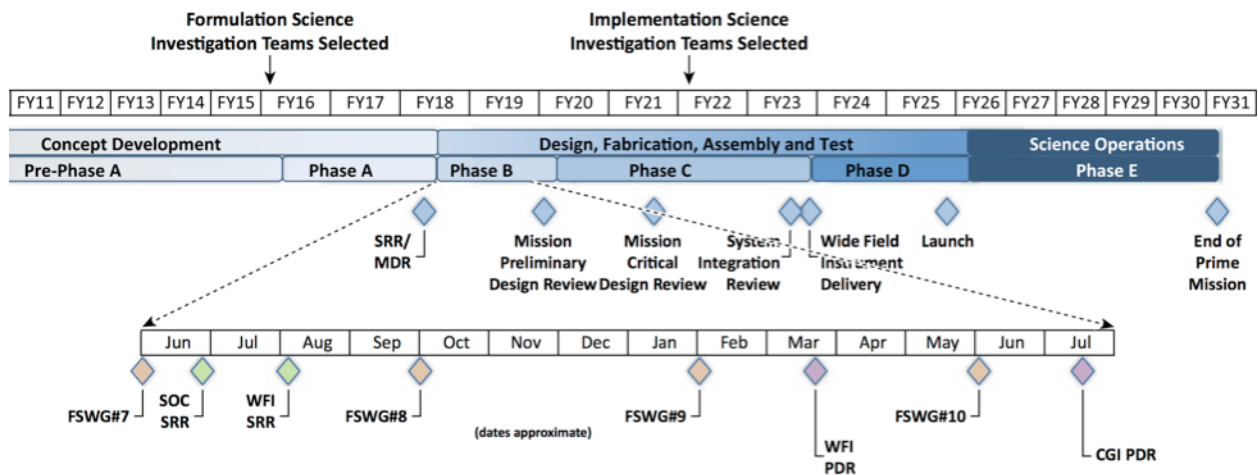 Formulation Science
Investigation Teams Selected
Implementation Science
Investigation Teams Selected
FY11 FY12 FY13 FY14 FY15 FY16 FY17 FY18 FY19 FY20 FY21 FY22 FY23 FY24 FY25 FY26 FY27 FY28 FY29 FY30 FY31
Concept Development
Design, Fabrication, Assembly and Test
Science Operations
Pre-Phase A
Phase A
Phase B
Phase C
Phase D
Phase E
SRR/
MDR
Mission
Preliminary
Design Review
Mission
Critical
Design Review
System
Integration
Review
Wide Field
Instrument
Delivery
Launch
End of
Prime
Mission
Jun Jul Aug Sep Oct Nov Dec Jan Feb Mar Apr May Jun Jul
FSWG#7
SOC
SRR
WFI
SRR
FSWG#8
(dates approximate)
FSWG#9
WFI
PDR
FSWG#10
CGI PDR